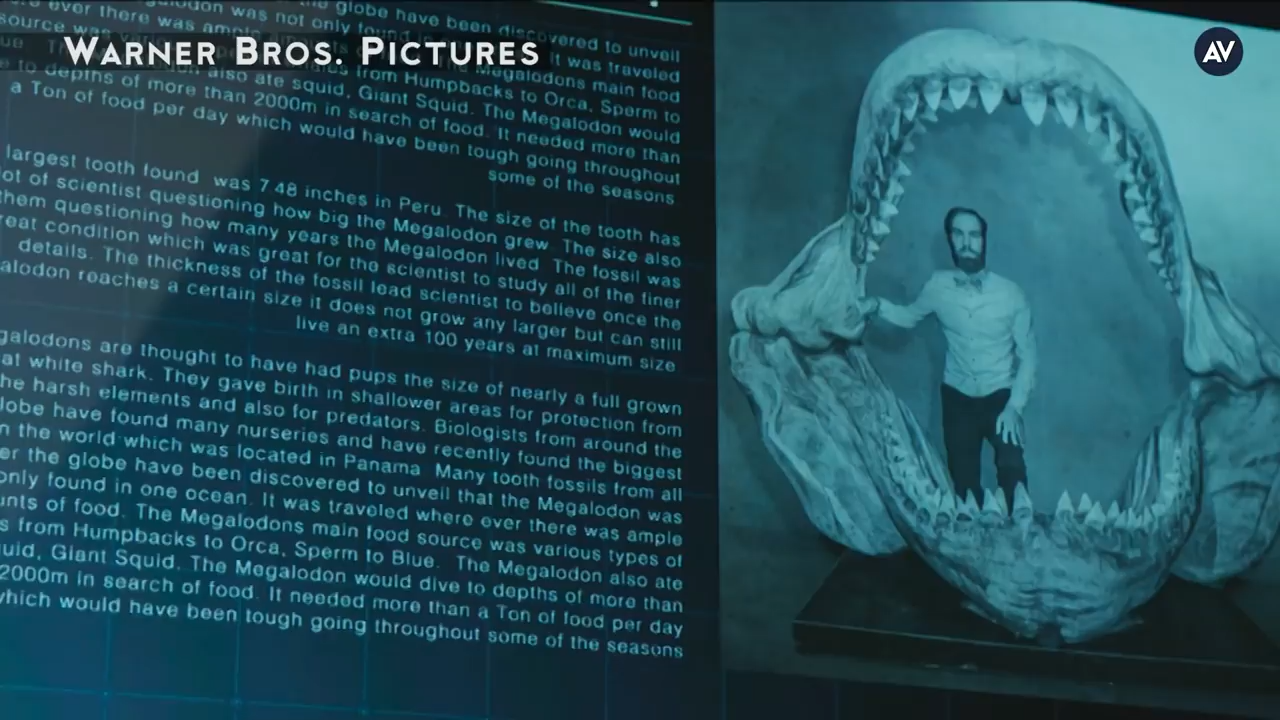 WARNER BROS. PICTURES
AV
globe have been discovered to unveil
ever there was
was not only found
It was traveled
source was
Megalodons main food
from Humpbacks to Orca, Sperm to
also ate squid, Giant Squid. The Megalodon would
to depths of more than 2000m in search of food. It needed more than
a Ton of food per day which would have been tough going throughout
some of the seasons
largest tooth found was 7.48 inches in Peru. The size of the tooth has
lot of scientist questioning how big the Megalodon grew. The size also
them questioning how many years the Megalodon lived. The fossil was
condition which was great for the scientist to study all of the finer
details. The thickness of the fossil lead scientist to believe once the
reaches a certain size it does not grow any larger but can still
live an extra 100 years at maximum size
are thought to have had pups the size of nearly a full grown
white shark. They gave birth in shallower areas for protection from
harsh elements and also for predators. Biologists from around the
have found many nurseries and have recently found the biggest
the world which was located in Panama. Many tooth fossils from all
the globe have been discovered to unveil that the Megalodon was
only found in one ocean. It was traveled where ever there was ample
of food. The Megalodons main food source was various types of
from Humpbacks to Orca, Sperm to Blue. The Megalodon also ate
Giant Squid. The Megalodon would dive to depths of more than
2000m in search of food. It needed more than a Ton of food per day
which would have been tough going throughout some of the seasons